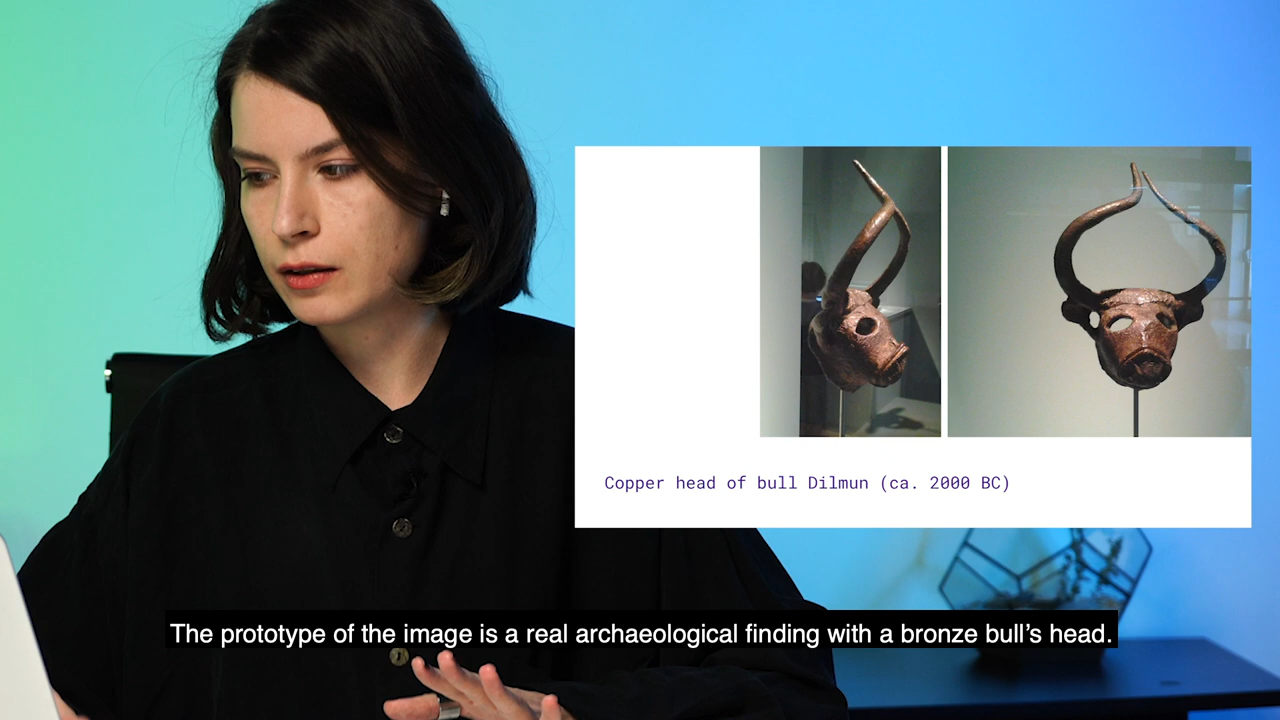 Copper head of bull Dilmun (ca. 2000 BC)
The prototype of the image is a real archaeological finding with a bronze bull’s head.